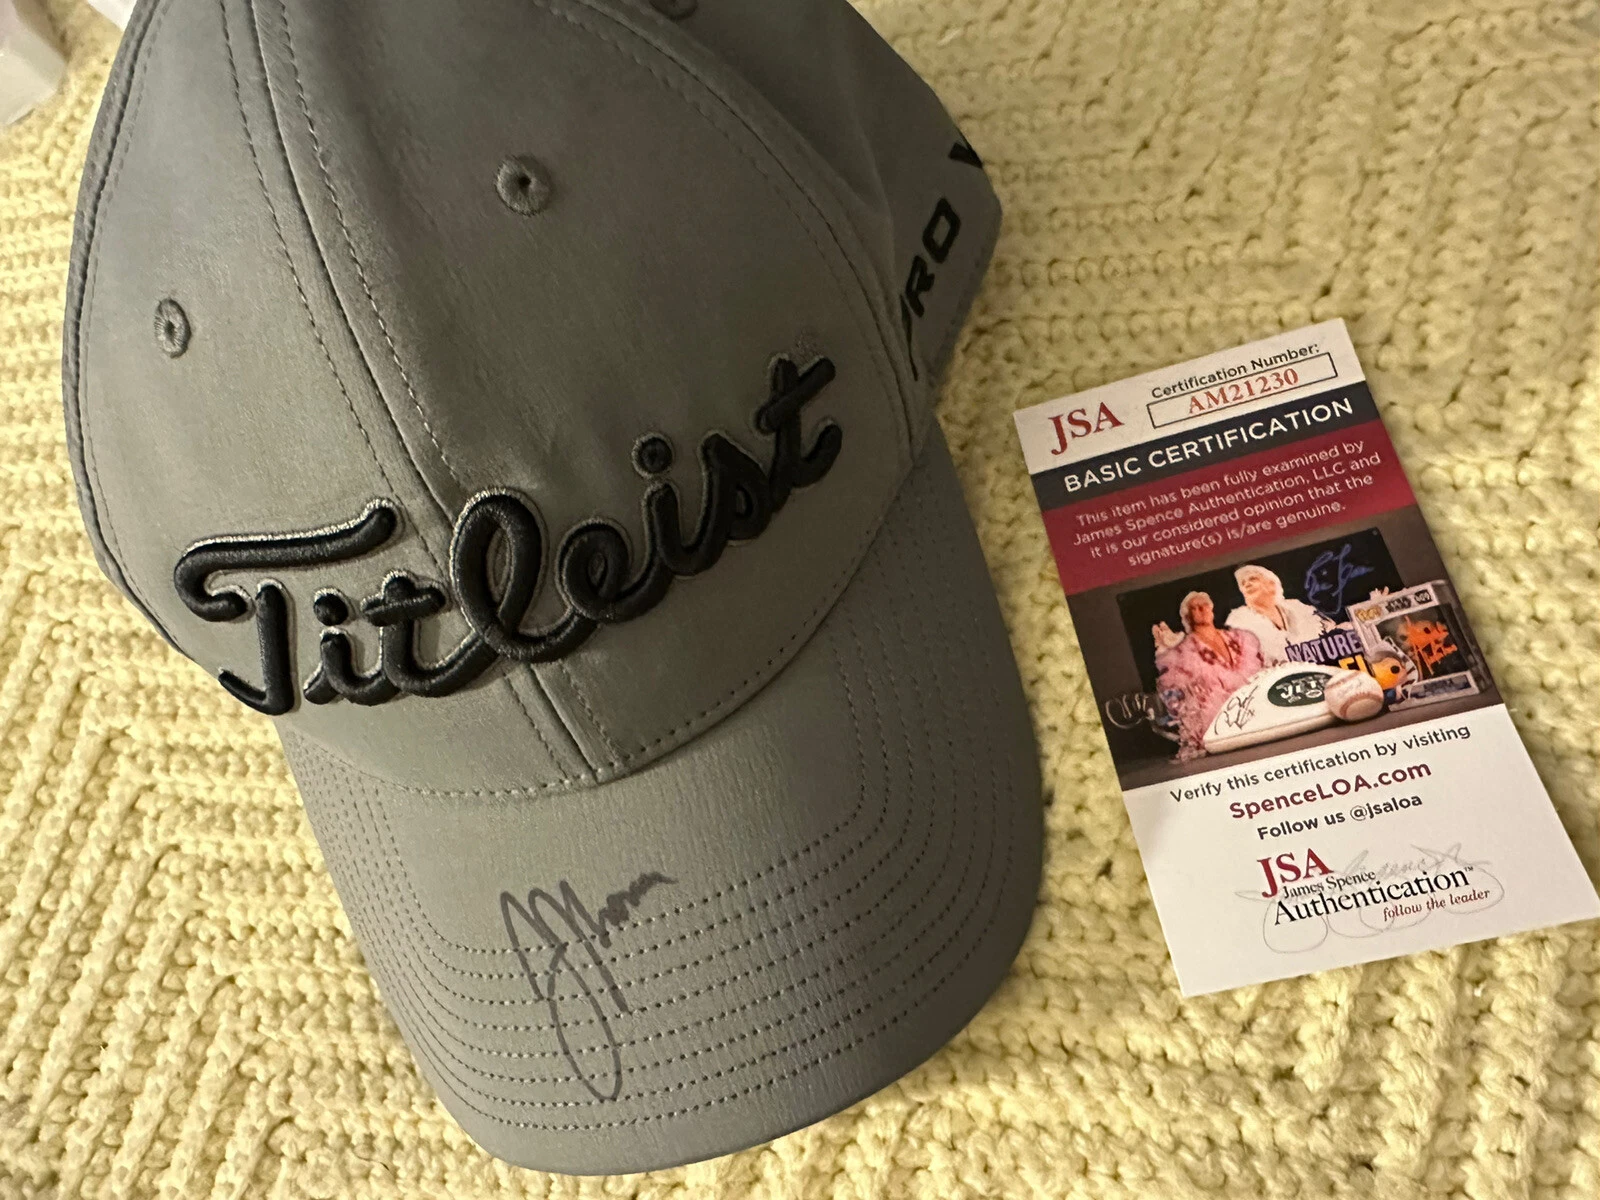 Titleist
PRO V
JSA
Certification Number:
AM21230
BASIC CERTIFICATION
This item has been fully examined by
James Spence Authentication, LLC and
it is our considered opinion that the
signature(s) is/are genuine.
NATURE
JETS
Verify this certification by visiting
SpenceLOA.com
Follow us @jsaloa
JSA
James Spence
Authentication™
follow the leader